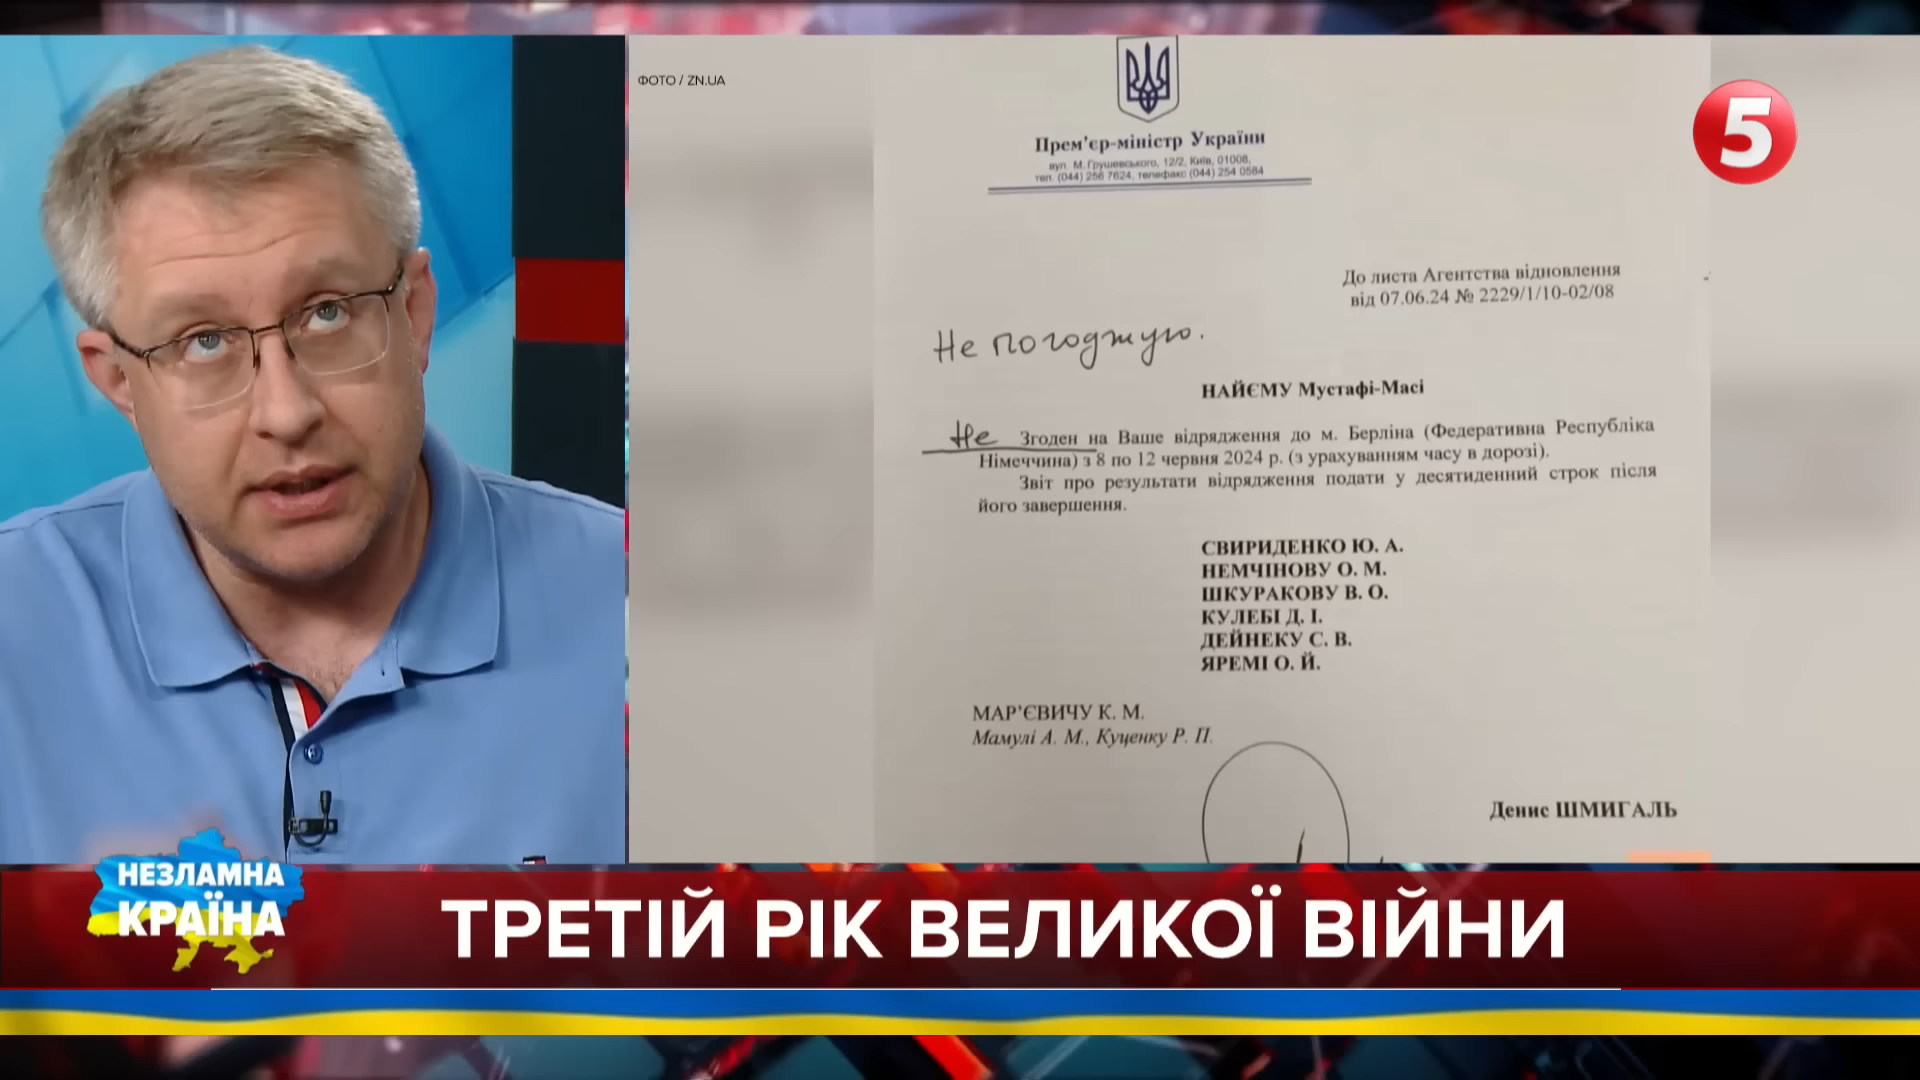 ФОТО / ZN.UA
5
Прем'єр-міністр України
вул. М. Грушевського, 12/2, Київ, 01008,
тел. (044) 256 7624, телефакс (044) 254 0584
До листа Агентства відновлення
від 07.06.24 № 2229/1/10-02/08
Не погоджую.
НАЙЄМУ Мустафі-Масі
Не Згоден на Ваше відрядження до м. Берліна (Федеративна Республіка
Німеччина) з 8 по 12 червня 2024 р. (з урахуванням часу в дорозі).
Звіт про результати відрядження подати у десятиденний строк після
його завершення.
СВИРИДЕНКО Ю. А.
НЕМЧІНОВУ О. М.
ШКУРАКОВУ В. О.
КУЛЕБІ Д. І.
ДЕЙНЕКУ С. В.
ЯРЕМІ О. Й.
МАР’ЄВИЧУ К. М.
Мамулі А. М., Куценку Р. П.
Денис ШМИГАЛЬ
НЕЗЛАМНА
КРАЇНА
ТРЕТІЙ РІК ВЕЛИКОЇ ВІЙНИ